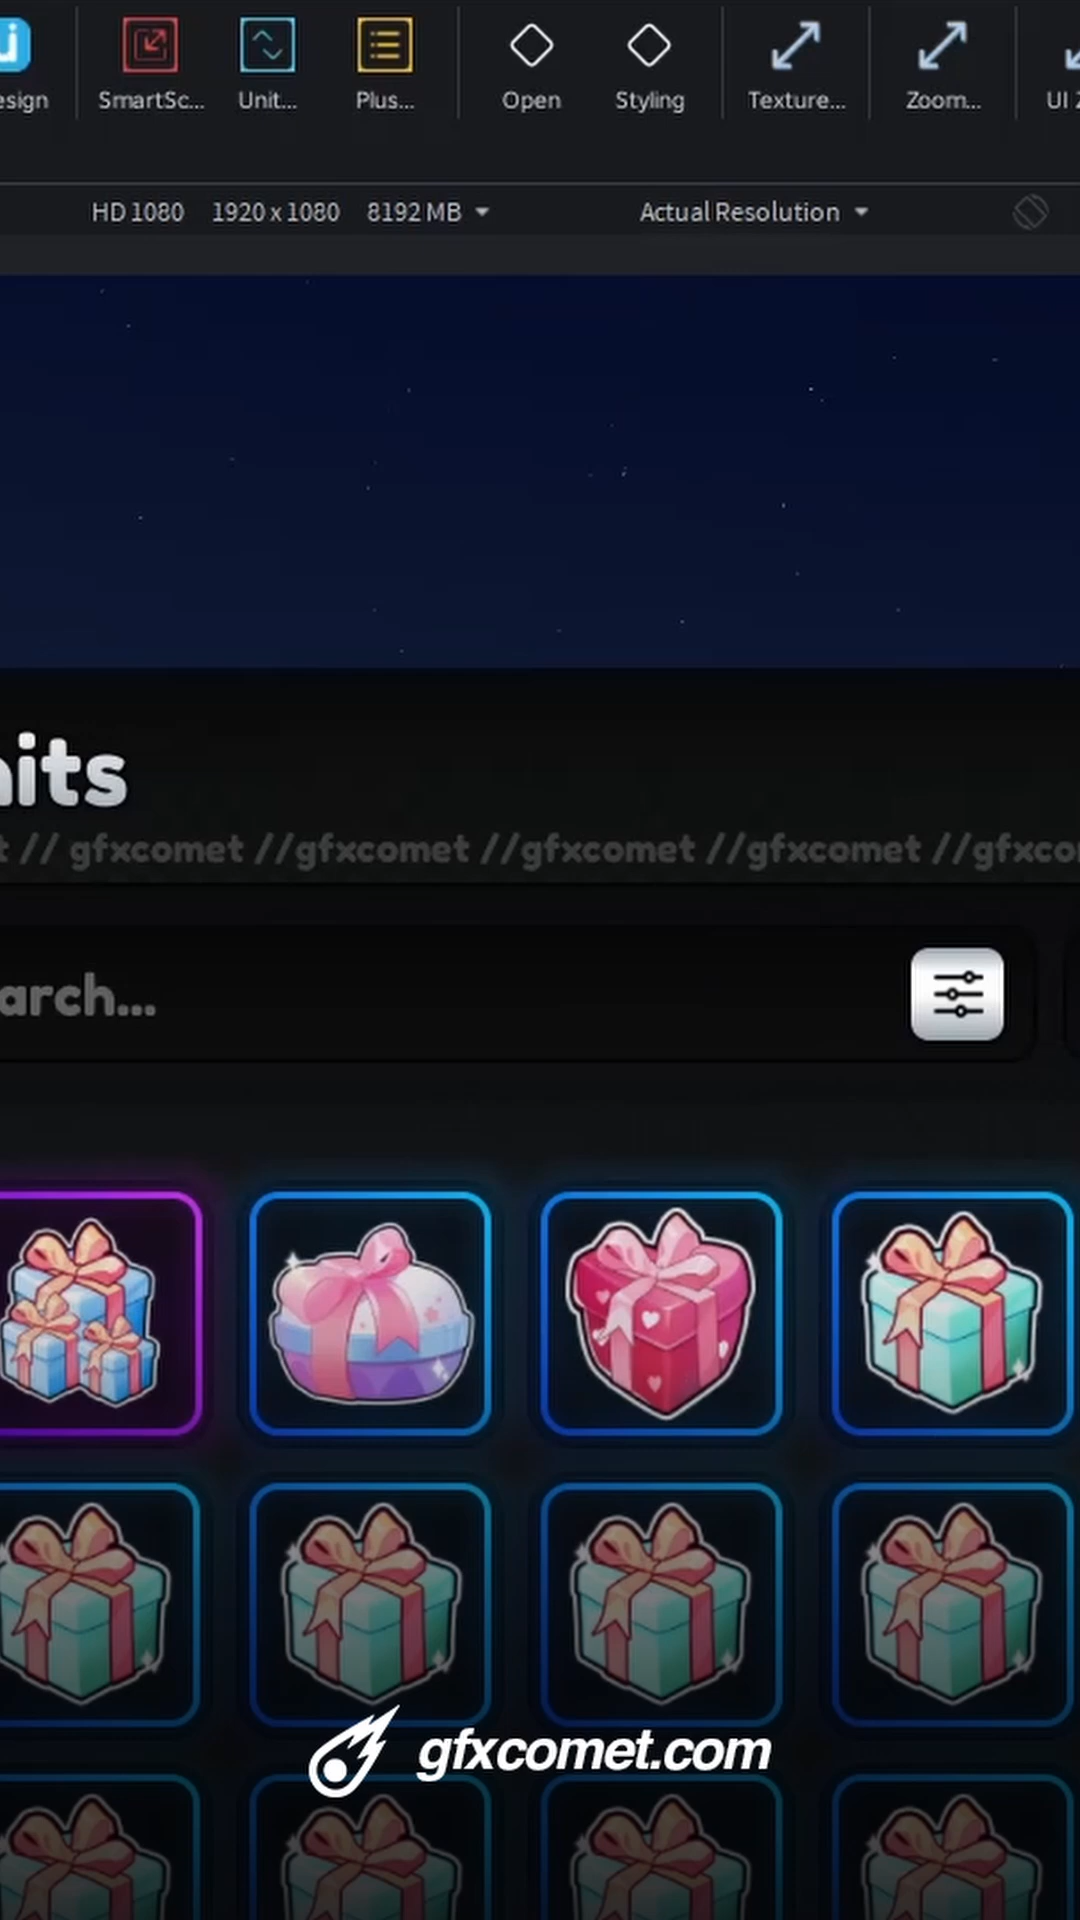 esign SmartSc... Unit... Plus... Open Styling Texture... Zoom... UI
HD 1080 1920 x 1080 8192 MB Actual Resolution
its
t // gfxcomet //gfxcomet //gfxcomet //gfxcomet //gfxco
arch...
gfxcomet.com